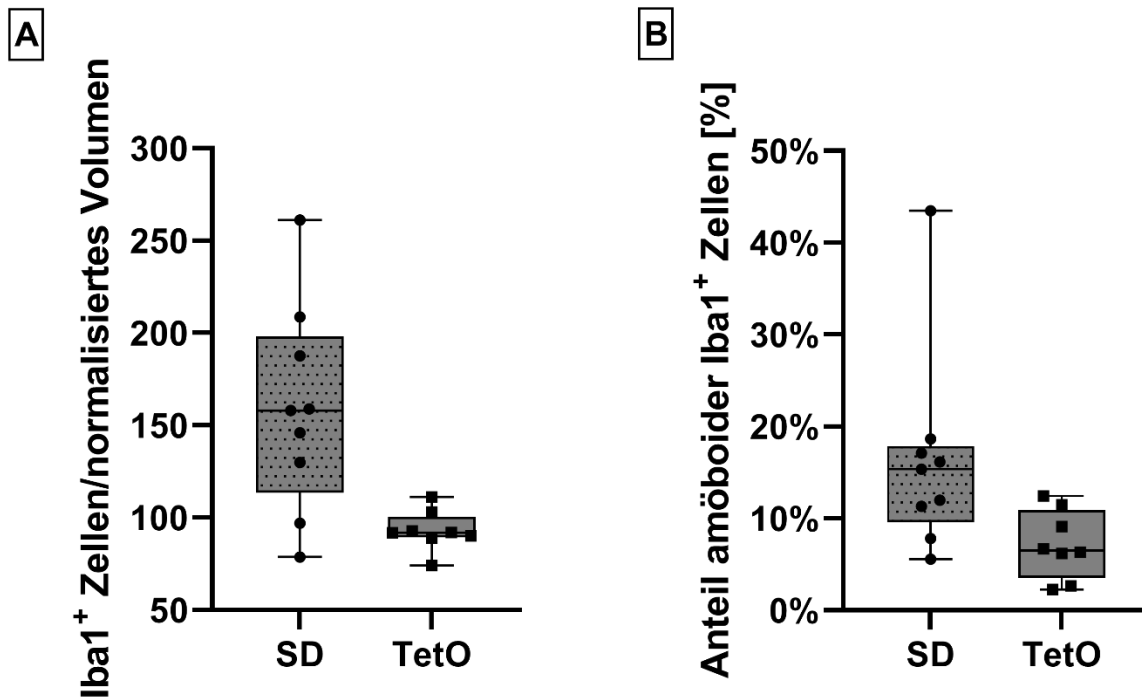 A
Iba1⁺ Zellen/normalisiertes Volumen
300
250
200
150
100
50
SD
TetO
B
Anteil amöboider Iba1⁺ Zellen [%]
50%
40%
30%
20%
10%
0%
SD
TetO